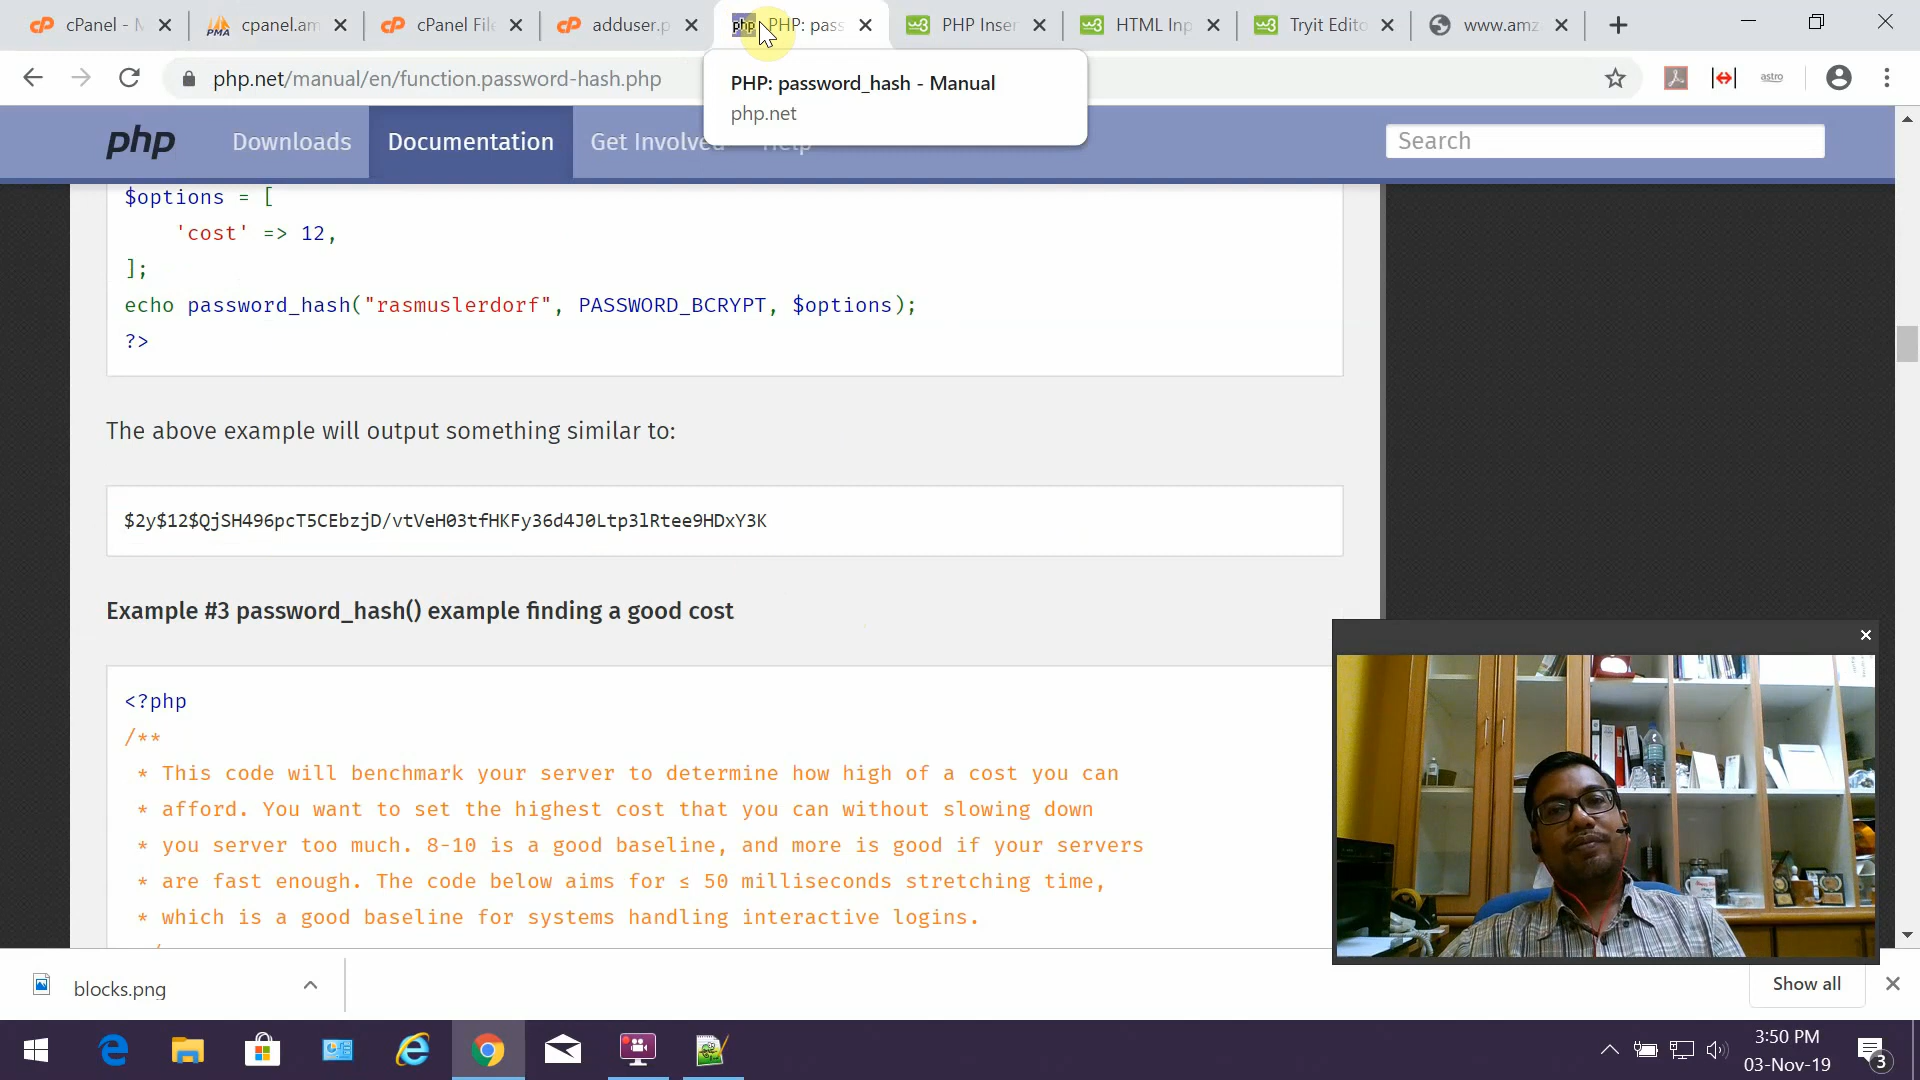 cPanel - M
cpanel.am
cPanel File
adduser.p
PHP: pass
PHP Inser
HTML Inp
Tryit Edito
www.amz
php.net/manual/en/function.password-hash.php
PHP: password_hash - Manual
php.net
astro
php
Downloads
Documentation
Get Involved
Help
Search
$options = [
'cost' => 12,
];
echo password_hash("rasmuslerdorf", PASSWORD_BCRYPT, $options);
?>
The above example will output something similar to:
$2y$12$QjSH496pcT5CEbzjD/vtVeH03tfHKFy36d4J0Ltp3lRtee9HDxY3K
Example #3 password_hash() example finding a good cost
<?php
/**
* This code will benchmark your server to determine how high of a cost you can
* afford. You want to set the highest cost that you can without slowing down
* you server too much. 8-10 is a good baseline, and more is good if your servers
* are fast enough. The code below aims for ≤ 50 milliseconds stretching time,
* which is a good baseline for systems handling interactive logins.
blocks.png
Show all
3:50 PM
03-Nov-19
3